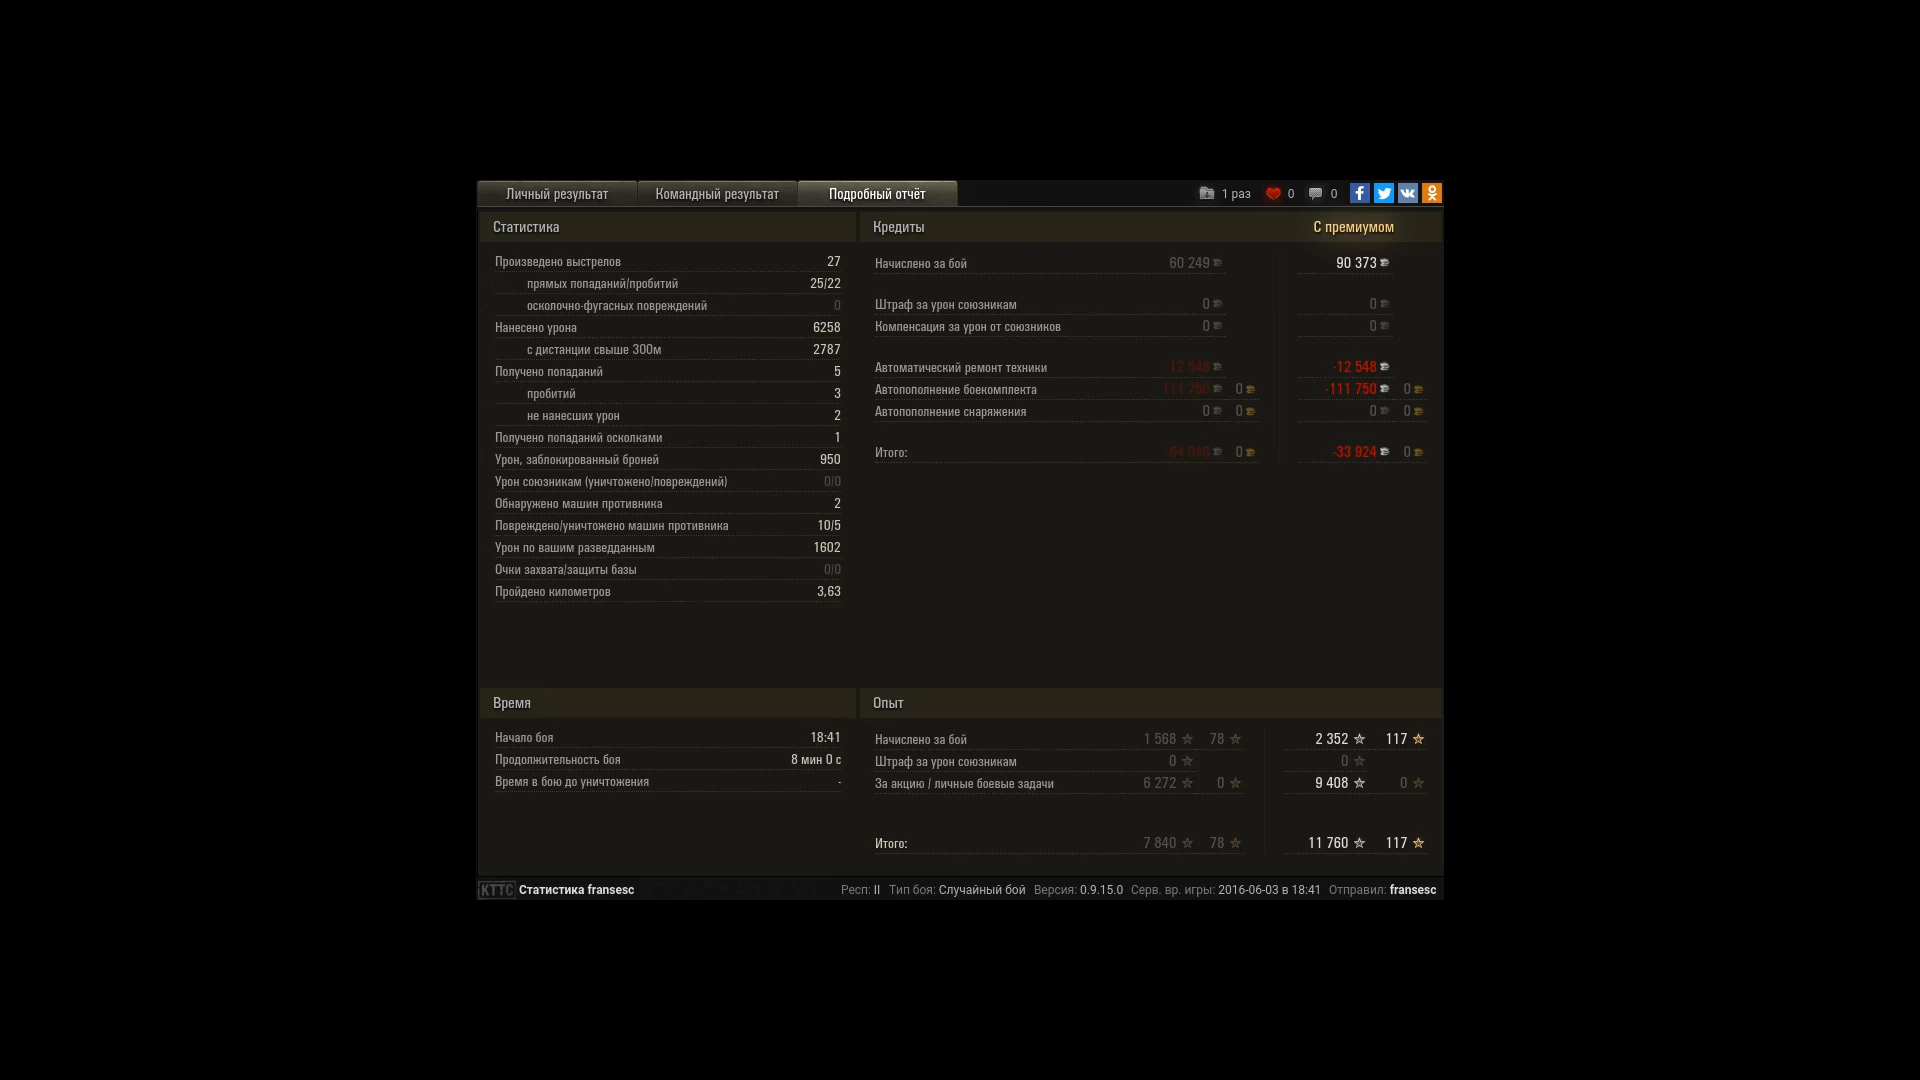 Личный результат Командный результат Подробный отчёт 1 раз 0 0
Статистика
Произведено выстрелов 27
прямых попаданий/пробитий 25/22
осколочно-фугасных повреждений 0
Нанесено урона 6258
с дистанции свыше 300м 2787
Получено попаданий 5
пробитий 3
не нанесших урон 2
Получено попаданий осколками 1
Урон, заблокированный броней 950
Урон союзникам (уничтожено/повреждений) 0/0
Обнаружено машин противника 2
Повреждено/уничтожено машин противника 10/5
Урон по вашим разведданным 1602
Очки захвата/защиты базы 0/0
Пройдено километров 3,63
Кредиты С премиумом
Начислено за бой 60 249 90 373
Штраф за урон союзникам 0 0
Компенсация за урон от союзников 0 0
Автоматический ремонт техники -12 548 -12 548
Автопополнение боекомплекта -111 750 0 -111 750 0
Автопополнение снаряжения 0 0 0 0
Итого: 0 -33 924 0
Время
Начало боя 18:41
Продолжительность боя 8 мин 0 с
Время в бою до уничтожения -
Опыт
Начислено за бой 1 568 78 2 352 117
Штраф за урон союзникам 0 0
За акцию / личные боевые задачи 6 272 0 9 408 0
Итого: 7 840 78 11 760 117
КТТС Статистика fransesc Респ: II Тип боя: Случайный бой Версия: 0.9.15.0 Серв. вр. игры: 2016-06-03 в 18:41 Отправил: fransesc